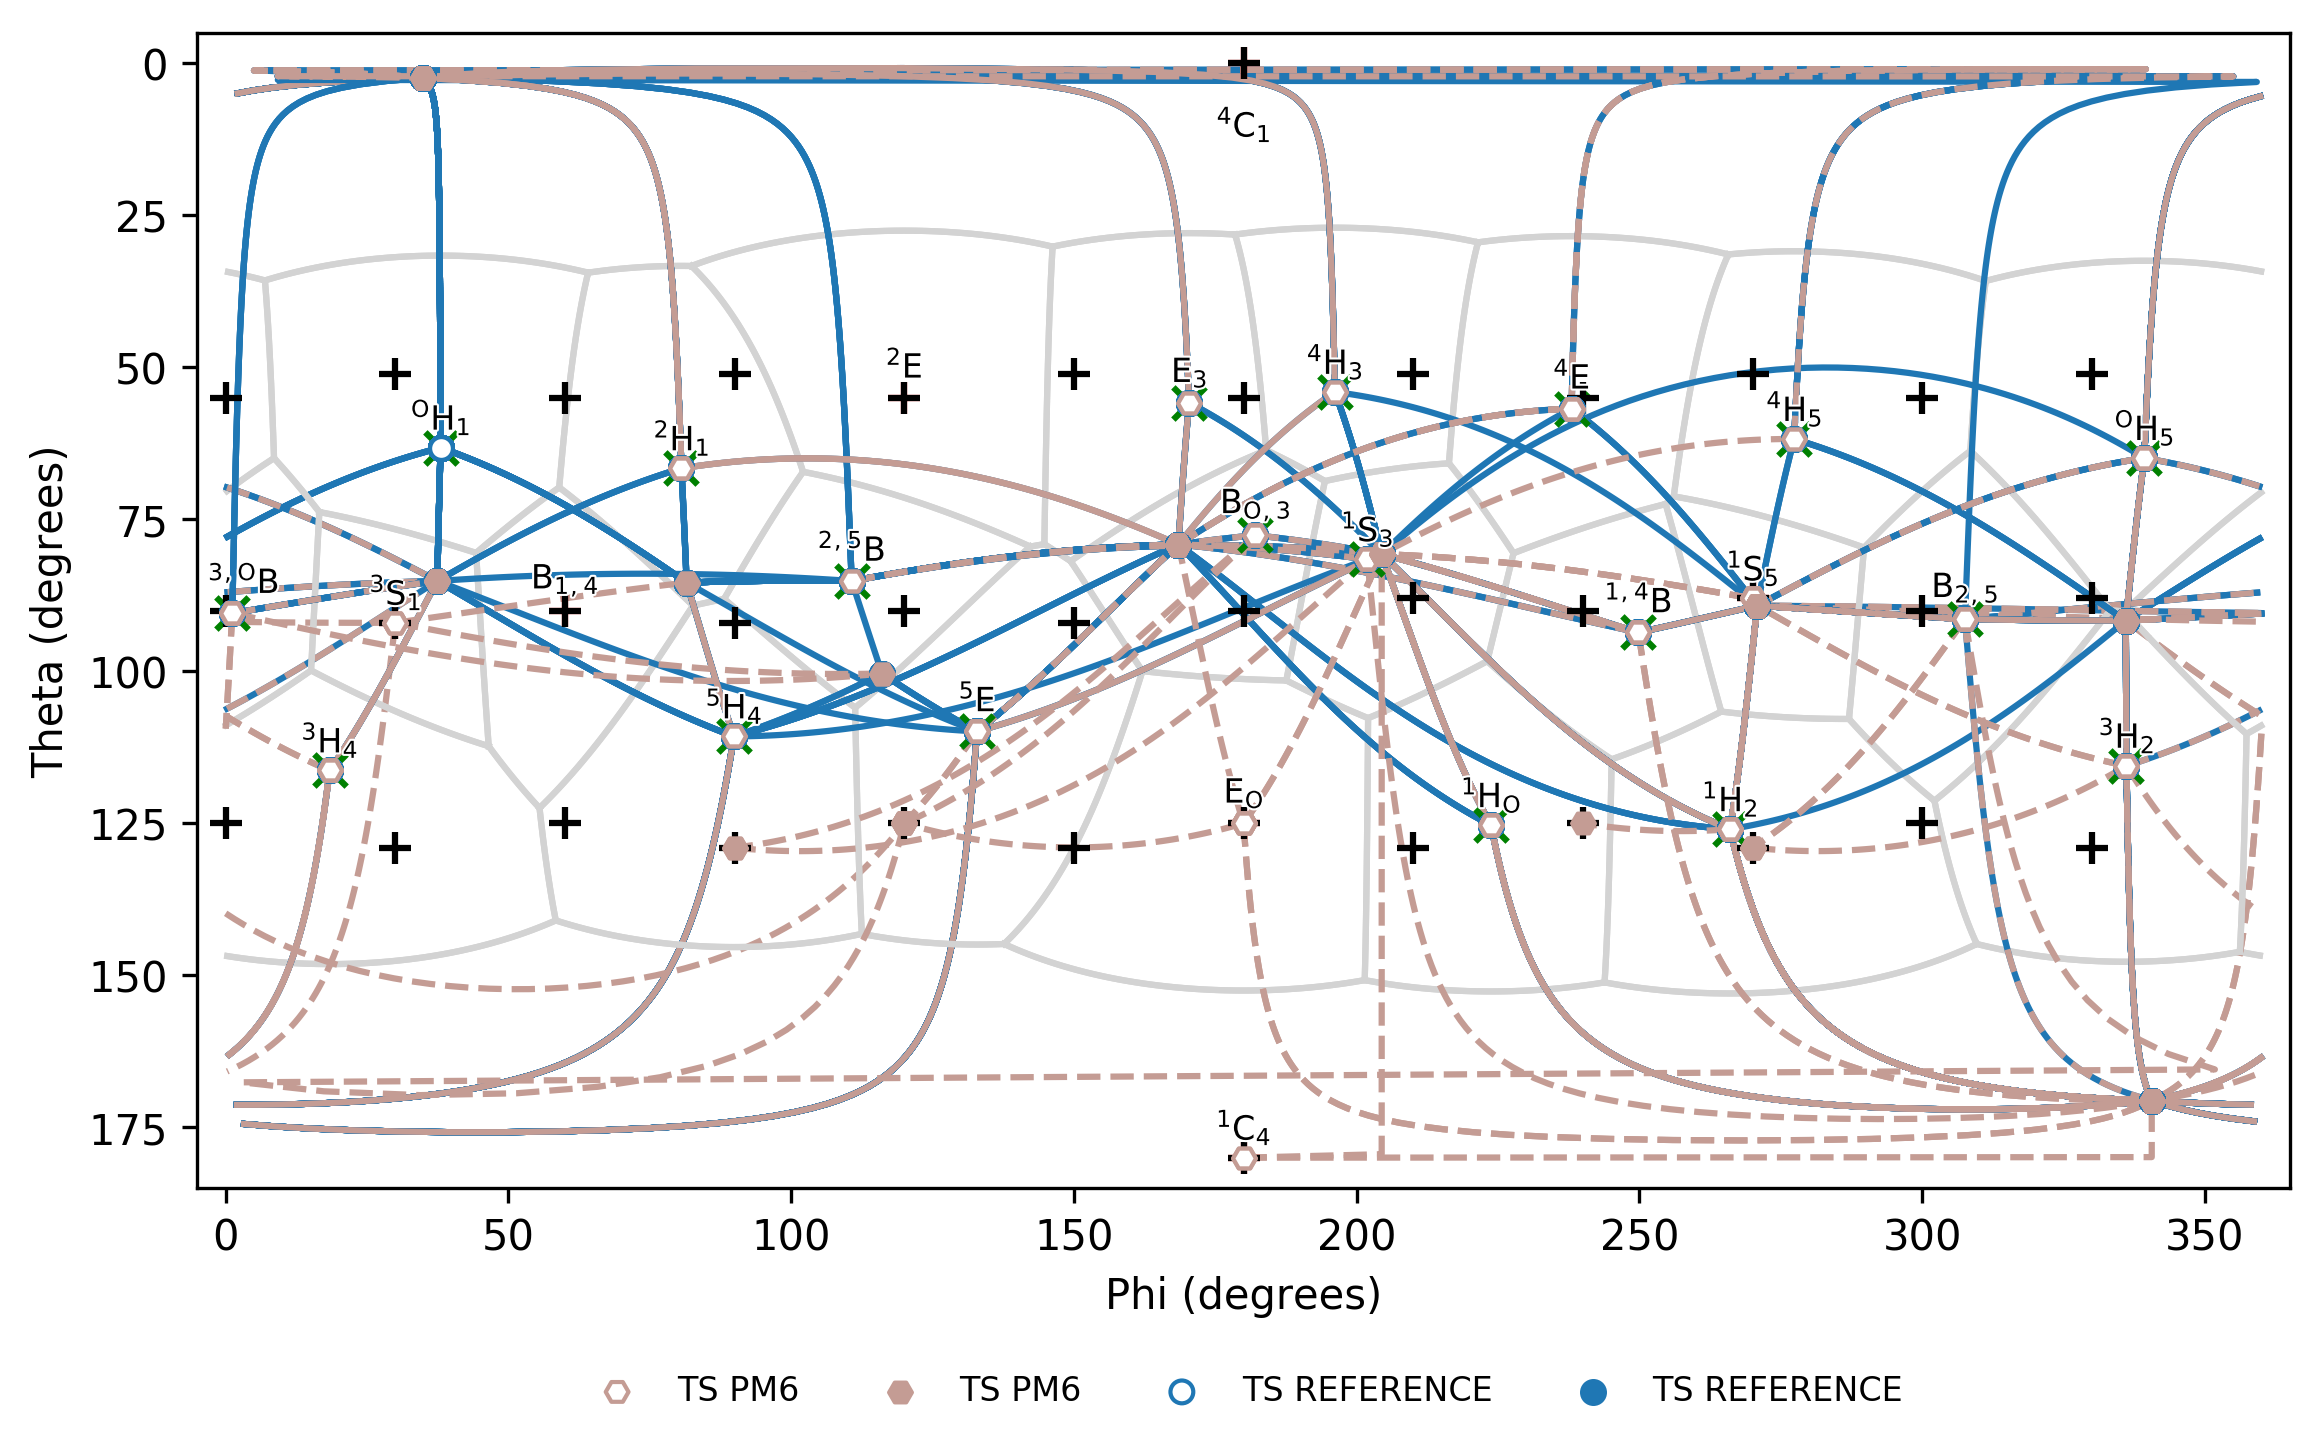 0
⁴C₁
25
50
²E
E₃
⁴H₃
⁴E
ᴼH₁
²H₁
⁴H₅
ᴼH₅
75
B_O,₃
¹S₃
²,⁵B
³,ᴼB
³S₁
B₁,₄
¹S₅
¹,⁴B
B₂,₅
100
⁵H₄
⁵E
³H₄
³H₂
E_O
¹H_O
¹H₂
125
150
175
¹C₄
0 50 100 150 200 250 300 350
Theta (degrees)
Phi (degrees)
TS PM6 TS PM6 TS REFERENCE TS REFERENCE